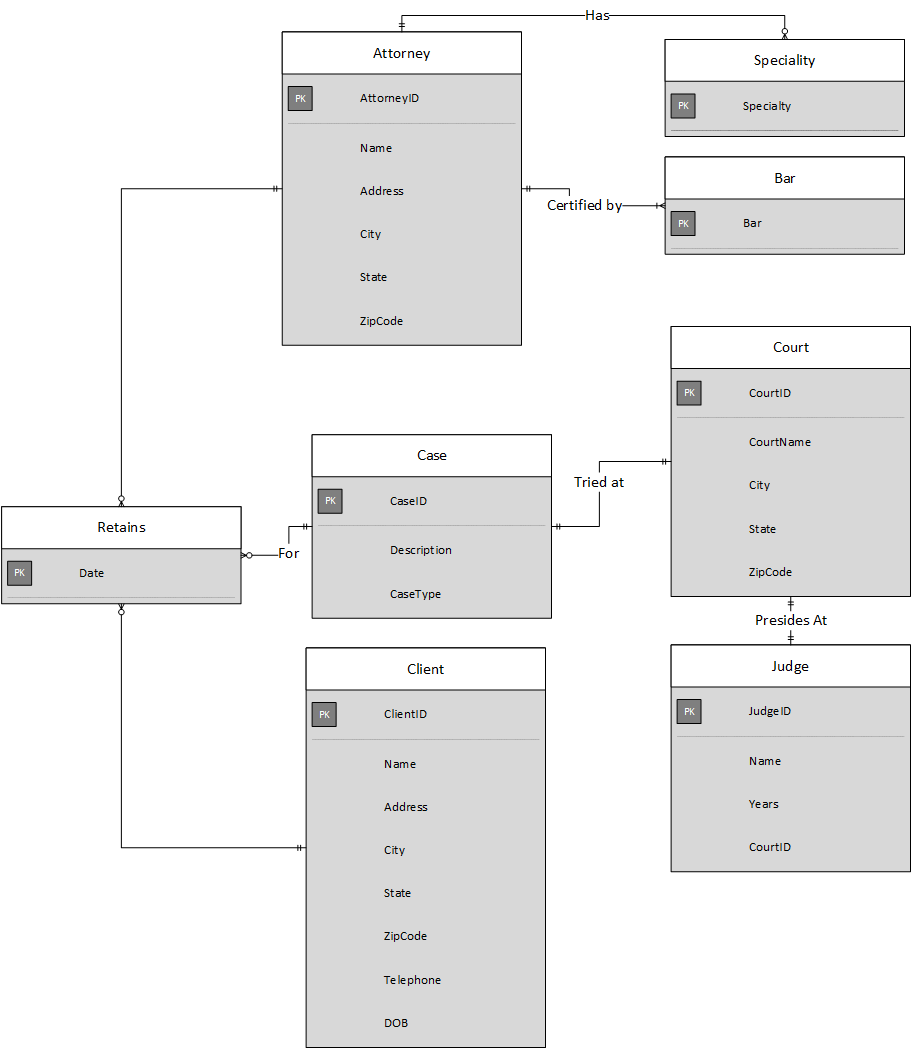 Has
Attorney
PK AttorneyID
Name
Address
City
State
ZipCode
Speciality
PK Specialty
Bar
PK Bar
Certified by
Court
PK CourtID
CourtName
City
State
ZipCode
Case
PK CaseID
Description
CaseType
Tried at
Retains
PK Date
For
Presides At
Judge
PK JudgeID
Name
Years
CourtID
Client
PK ClientID
Name
Address
City
State
ZipCode
Telephone
DOB